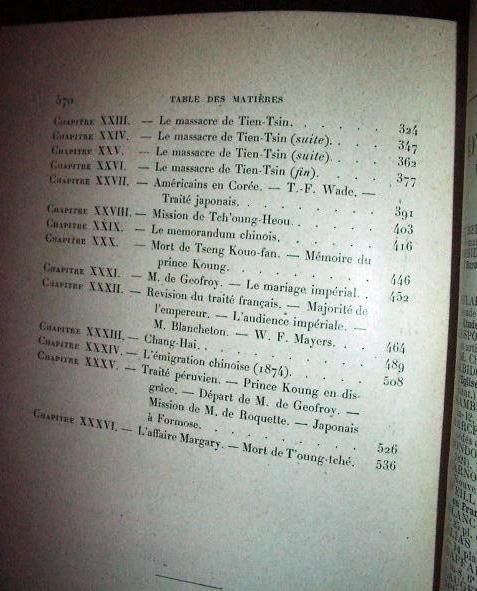 570 TABLE DES MATIÈRES
CHAPITRE XXIII. — Le massacre de Tien-Tsin. . . . . . 324
CHAPITRE XXIV. — Le massacre de Tien-Tsin (suite). . . . 347
CHAPITRE XXV. — Le massacre de Tien-Tsin (suite). . . . 362
CHAPITRE XXVI. — Le massacre de Tien-Tsin (fin). . . . . 377
CHAPITRE XXVII. — Américains en Corée. — T.-F. Wade. —
Traité japonais. . . . . . . . . 391
CHAPITRE XXVIII. — Mission de Tch'oung-Heou. . . . . . 403
CHAPITRE XXIX. — Le memorandum chinois. . . . . . 416
CHAPITRE XXX. — Mort de Tseng Kouo-fan. — Mémoire du
prince Koung. . . . . . . . . 446
CHAPITRE XXXI. — M. de Geofroy. — Le mariage impérial. . 452
CHAPITRE XXXII. — Revision du traité français. — Majorité de
l'empereur. — L'audience impériale. —
M. Blancheton. — W. F. Mayers. . . . 464
CHAPITRE XXXIII. — Chang-Hai. . . . . . . . . 489
CHAPITRE XXXIV. — L'émigration chinoise (1874). . . . . 508
CHAPITRE XXXV. — Traité péruvien. — Prince Koung en dis-
grâce. — Départ de M. de Geofroy. —
Mission de M. de Roquette. — Japonais
à Formose. . . . . . . . . . 526
CHAPITRE XXXVI. — L'affaire Margary. — Mort de T'oung-tché. 536